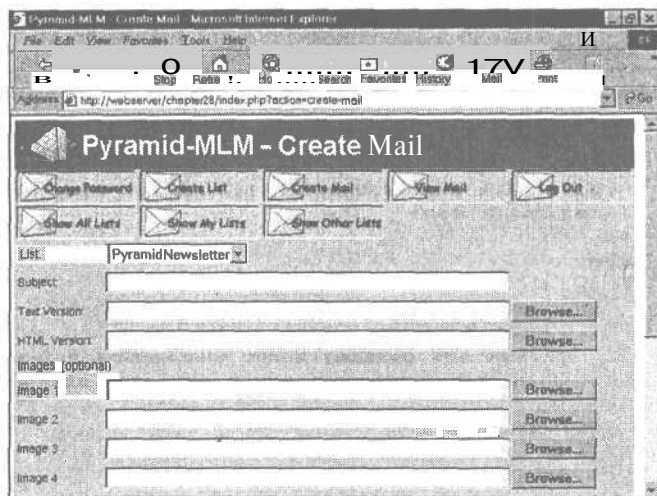 Pyramid-MLM - Create Mail - Microsoft Internet Explorer
File Edit View Favorites Tools Help И
O 17V
B
Stop Search Favorites History Mail Print
Address http://webserver/chapter28/index.php?action=create-mail Go
Pyramid-MLM - Create Mail
Change Password Create List Create Mail View Mail Log Out
Show All Lists Show My Lists Show Other Lists
List: PyramidNewsletter
Subject:
Text Version: Browse...
HTML Version: Browse...
Images: (optional)
Image 1 Browse...
Image 2 Browse...
Image 3 Browse...
Image 4 Browse...